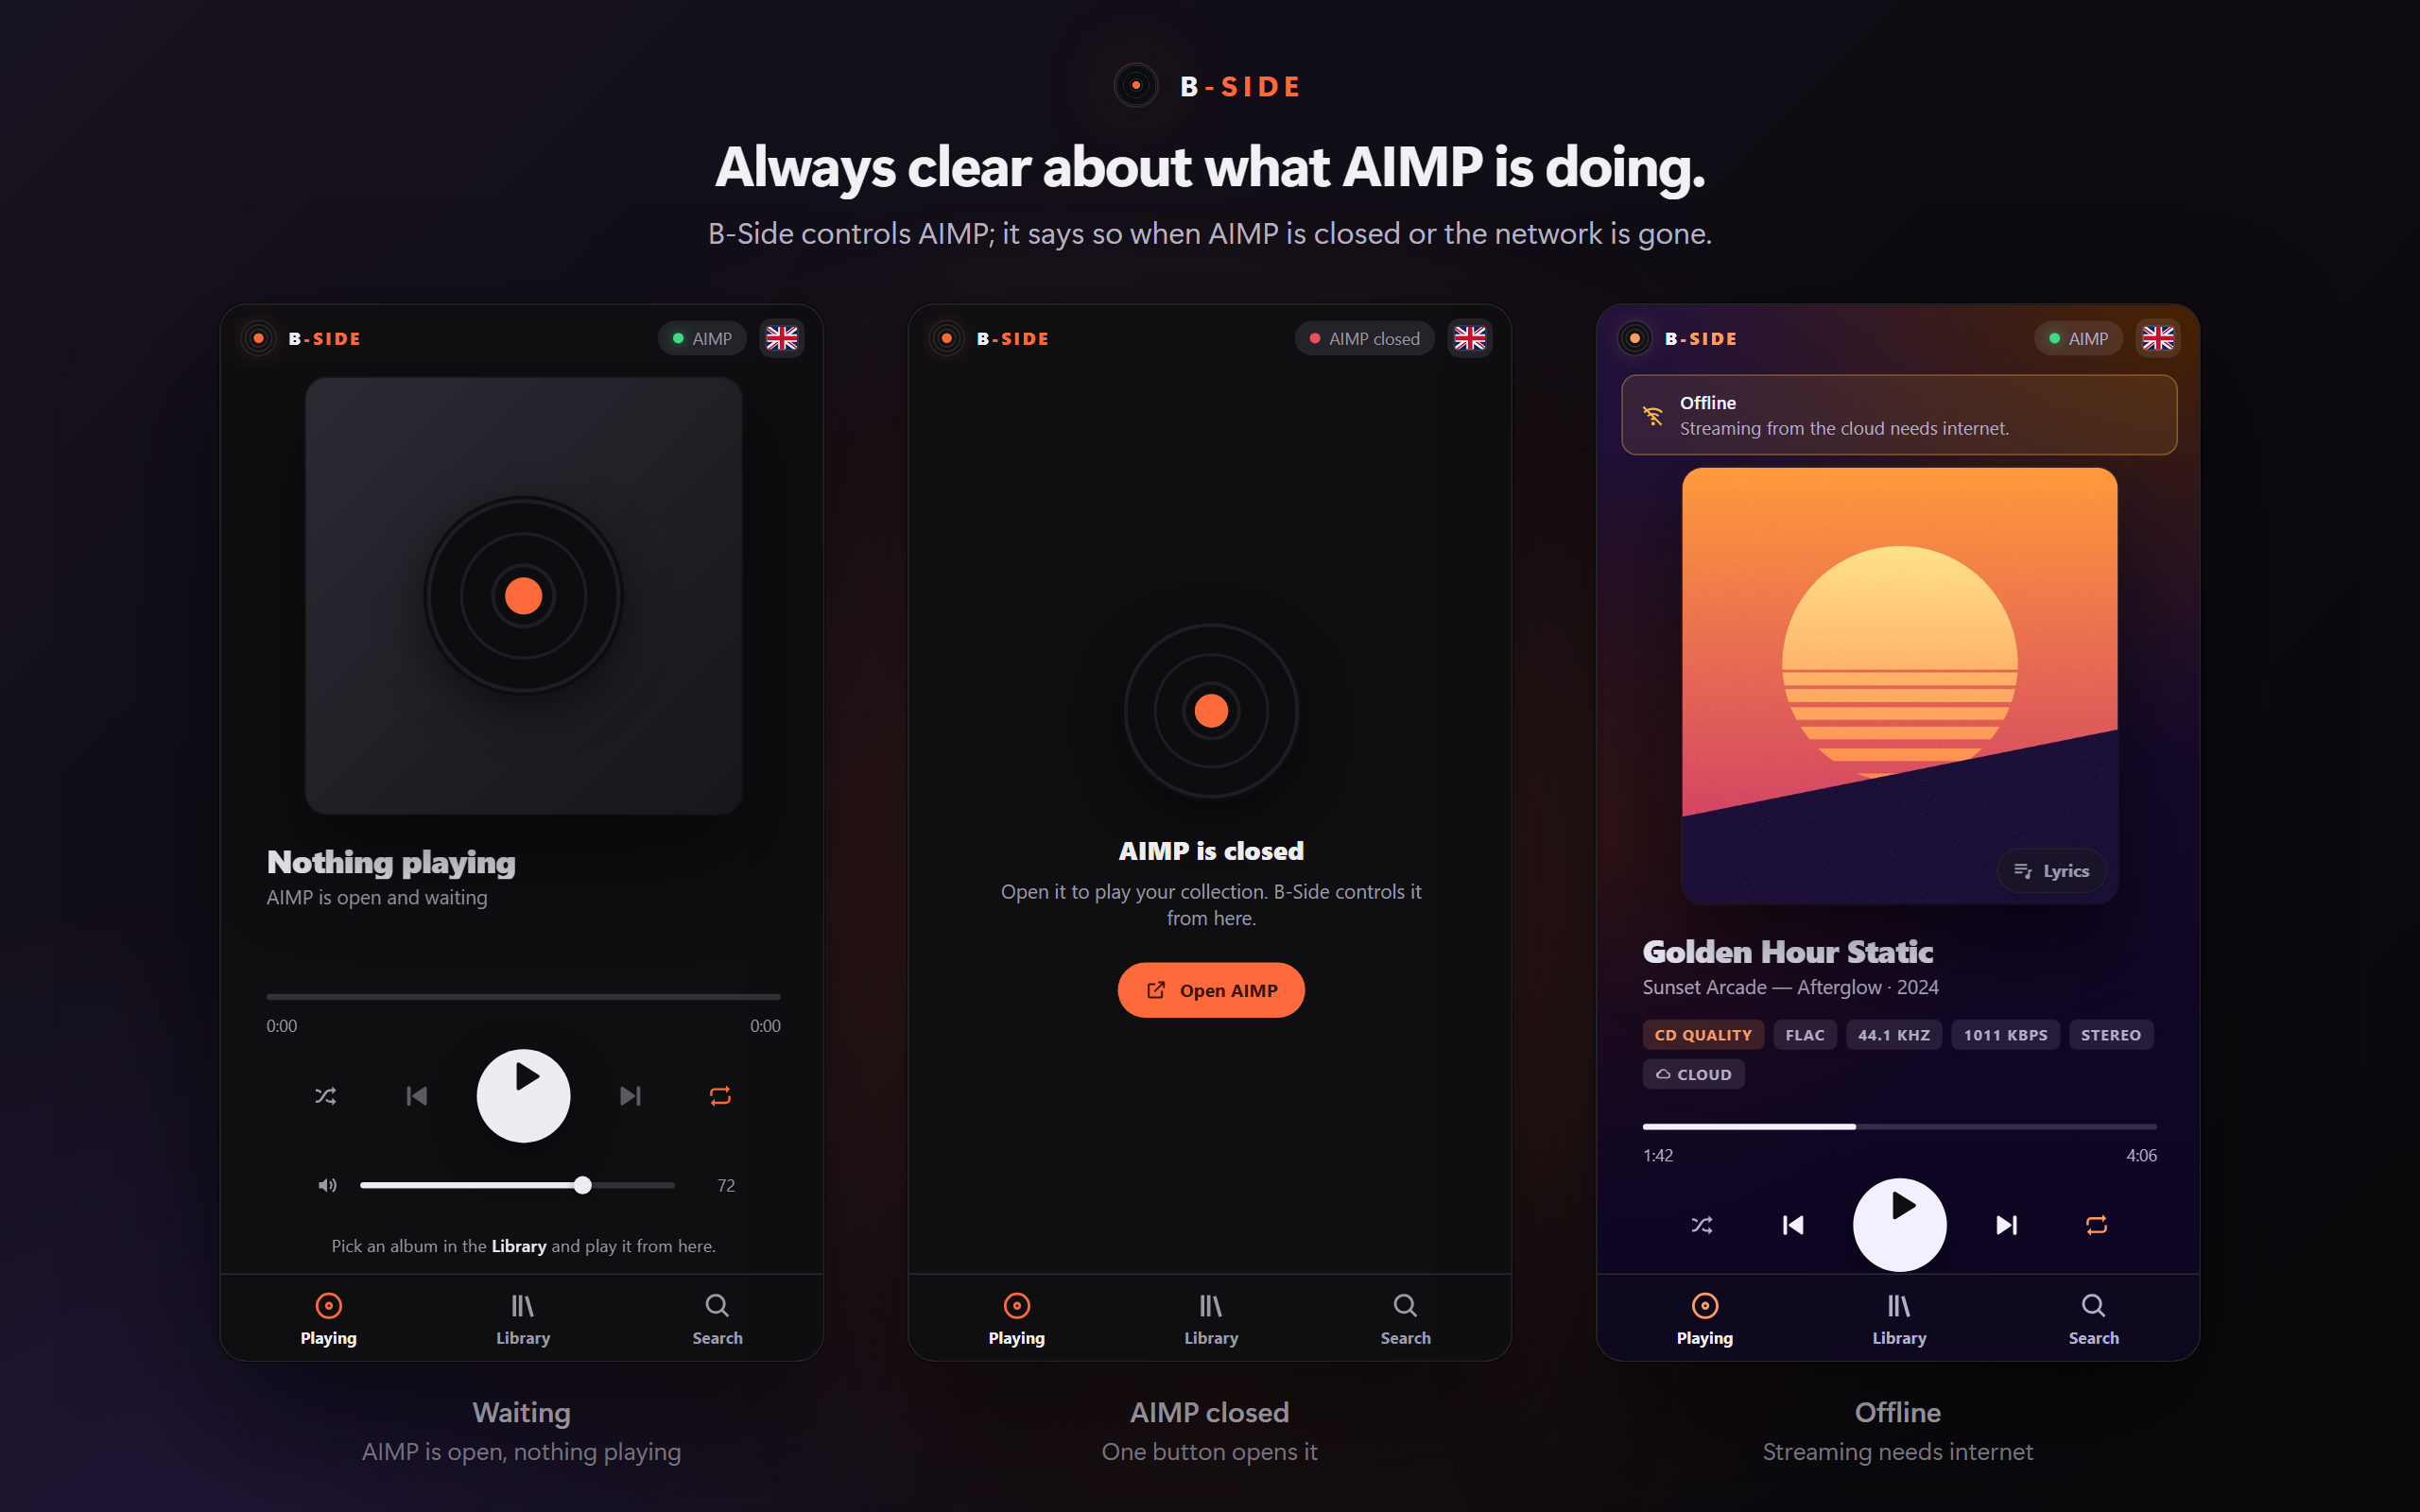 B-SIDE
Always clear about what AIMP is doing.
B-Side controls AIMP; it says so when AIMP is closed or the network is gone.
B-SIDE
AIMP
Nothing playing
AIMP is open and waiting
0:00
0:00
72
Pick an album in the Library and play it from here.
Playing
Library
Search
Waiting
AIMP is open, nothing playing
B-SIDE
AIMP closed
AIMP is closed
Open it to play your collection. B-Side controls it
from here.
Open AIMP
Playing
Library
Search
AIMP closed
One button opens it
B-SIDE
AIMP
Offline
Streaming from the cloud needs internet.
Lyrics
Golden Hour Static
Sunset Arcade — Afterglow · 2024
CD QUALITY FLAC 44.1 KHZ 1011 KBPS STEREO
CLOUD
1:42
4:06
Playing
Library
Search
Offline
Streaming needs internet